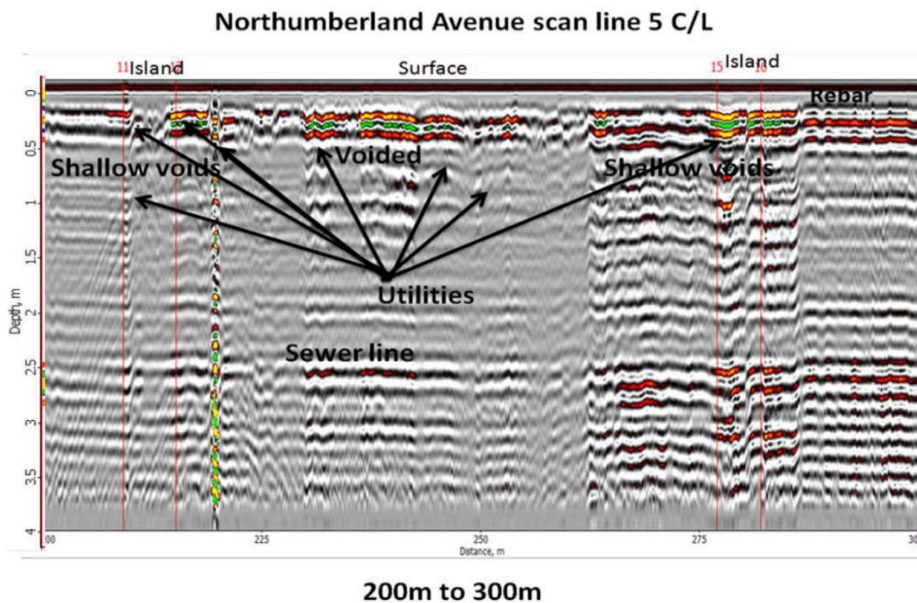 Northumberland Avenue scan line 5 C/L
Island
Surface
Island
11
15
0
Rebar
0.5
Shallow voids
Voided
Shallow voids
1
1.5
Utilities
2
Sewer line
2.5
3
3.5
4
Depth, m
225
250
275
Distance, m
200m to 300m